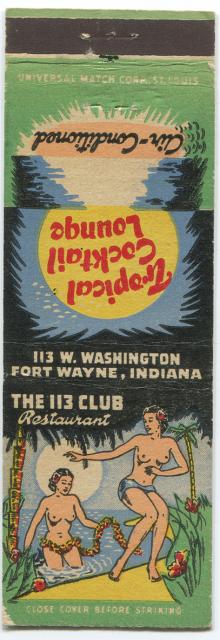 UNIVERSAL MATCH CORP., ST. LOUIS
Air-Conditioned
Tropical
Cocktail
Lounge
113 W. WASHINGTON
FORT WAYNE, INDIANA
THE 113 CLUB
Restaurant
CLOSE COVER BEFORE STRIKING